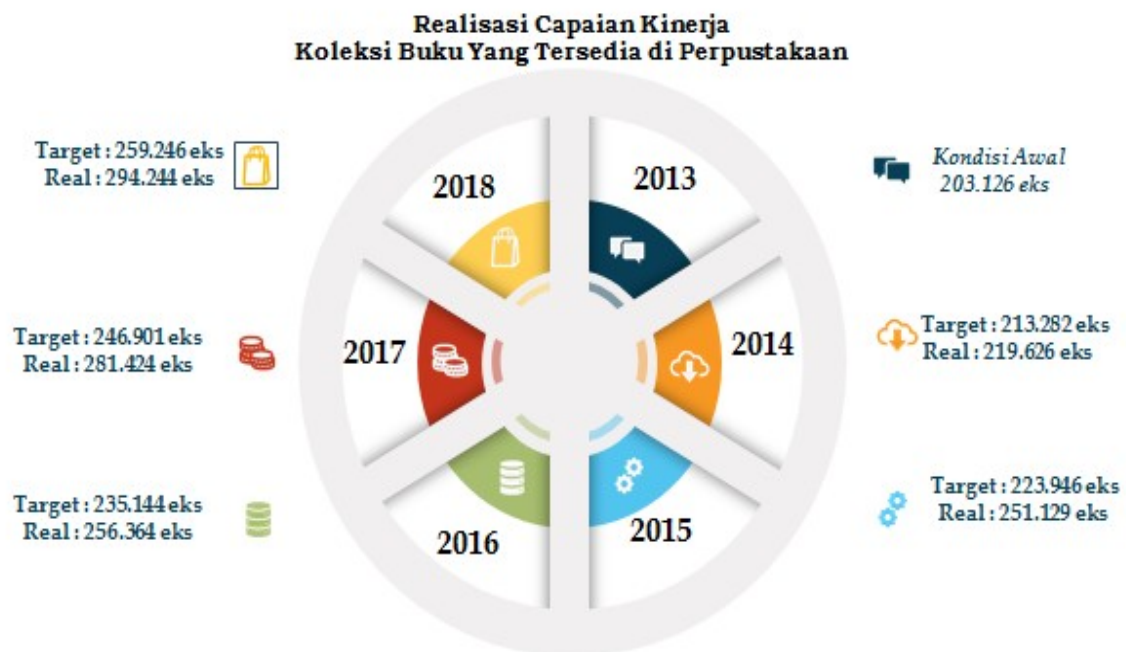 Realisasi Capaian Kinerja
Koleksi Buku Yang Tersedia di Perpustakaan
2013
Kondisi Awal
203.126 eks
2014
Target : 213.282 eks
Real : 219.626 eks
2015
Target : 223.946 eks
Real : 251.129 eks
2016
Target : 235.144 eks
Real : 256.364 eks
2017
Target : 246.901 eks
Real : 281.424 eks
2018
Target : 259.246 eks
Real : 294.244 eks